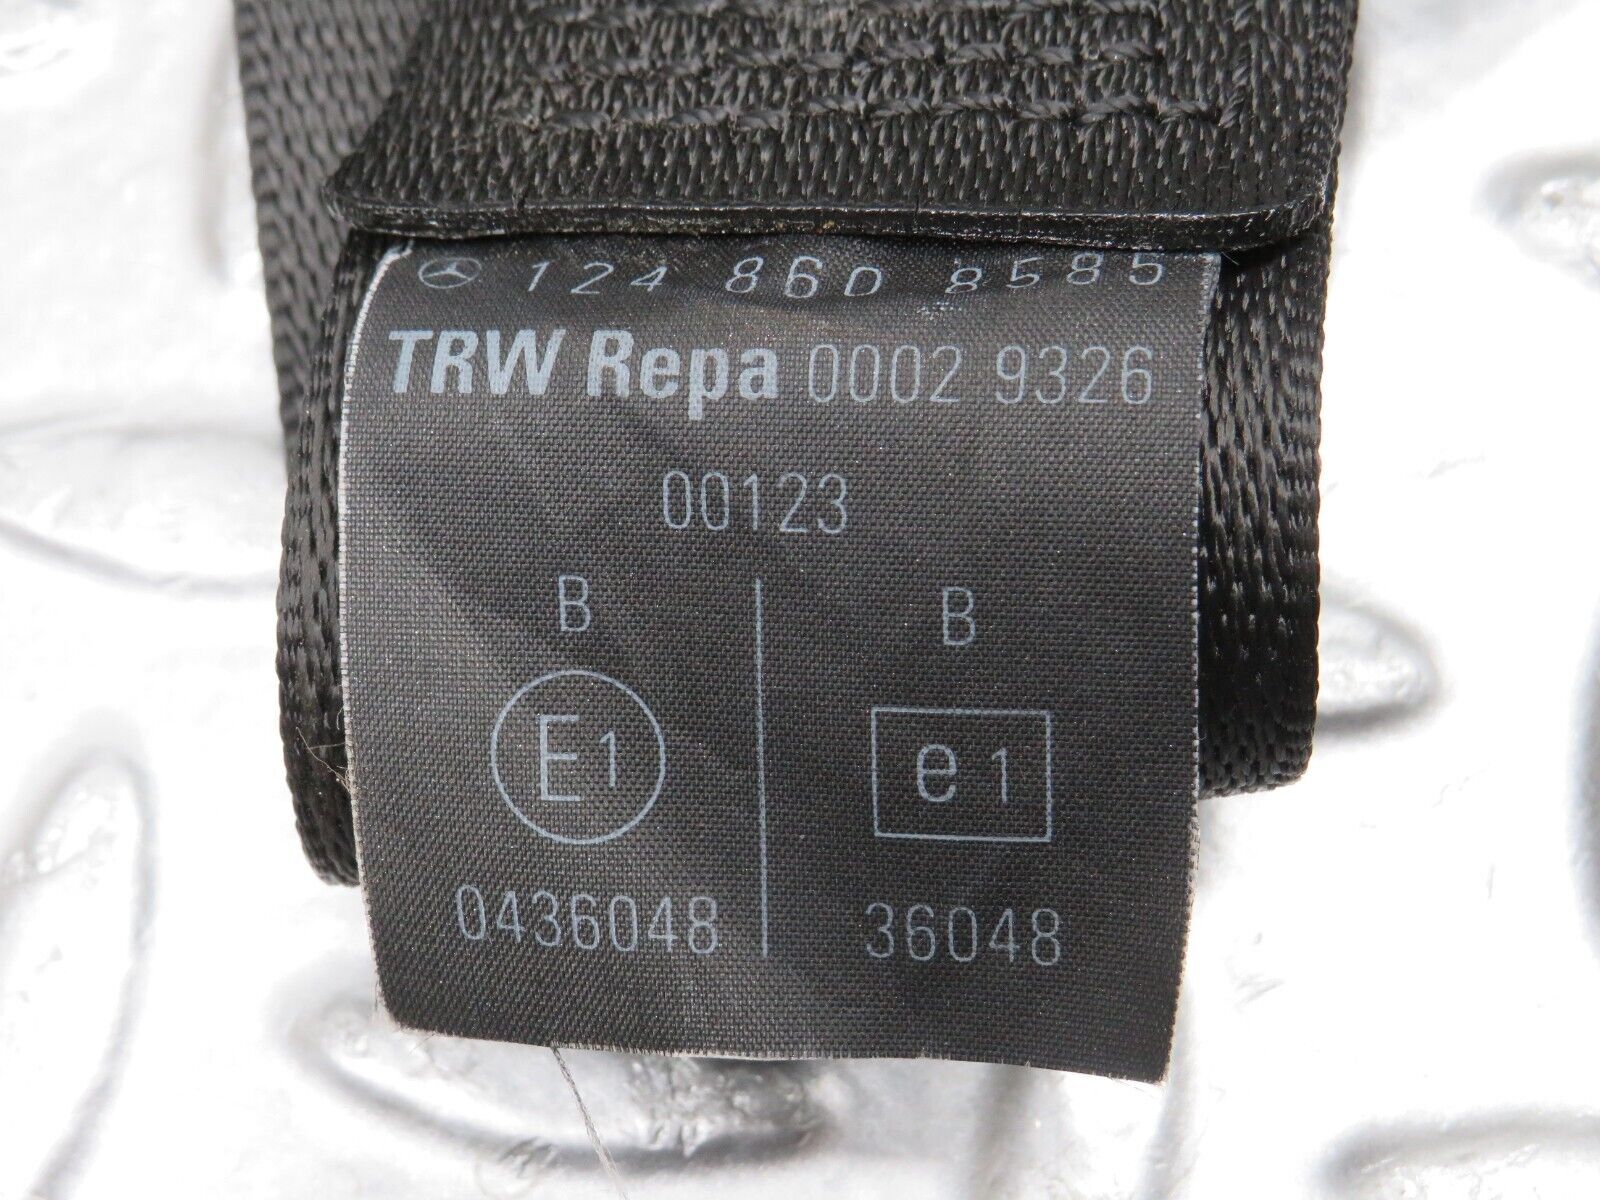 124 860 8585
TRW Repa 0002 9326
00123
B B
E1 e1
0436048 36048